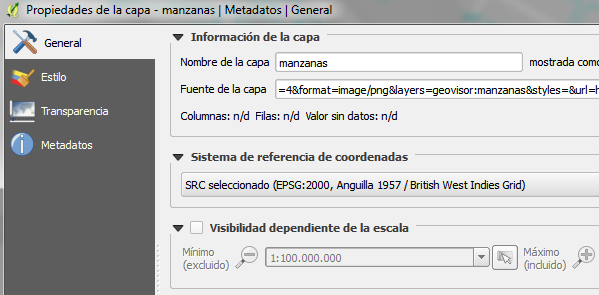 Propiedades de la capa - manzanas | Metadatos | General
General
Estilo
Transparencia
Metadatos
Información de la capa
Nombre de la capa manzanas mostrada como
Fuente de la capa =4&format=image/png&layers=geovisor:manzanas&styles=&url=h
Columnas: n/d Filas: n/d Valor sin datos: n/d
Sistema de referencia de coordenadas
SRC seleccionado (EPSG:2000, Anguilla 1957 / British West Indies Grid)
Visibilidad dependiente de la escala
Mínimo (excluido) 1:100.000.000 Máximo (incluido)